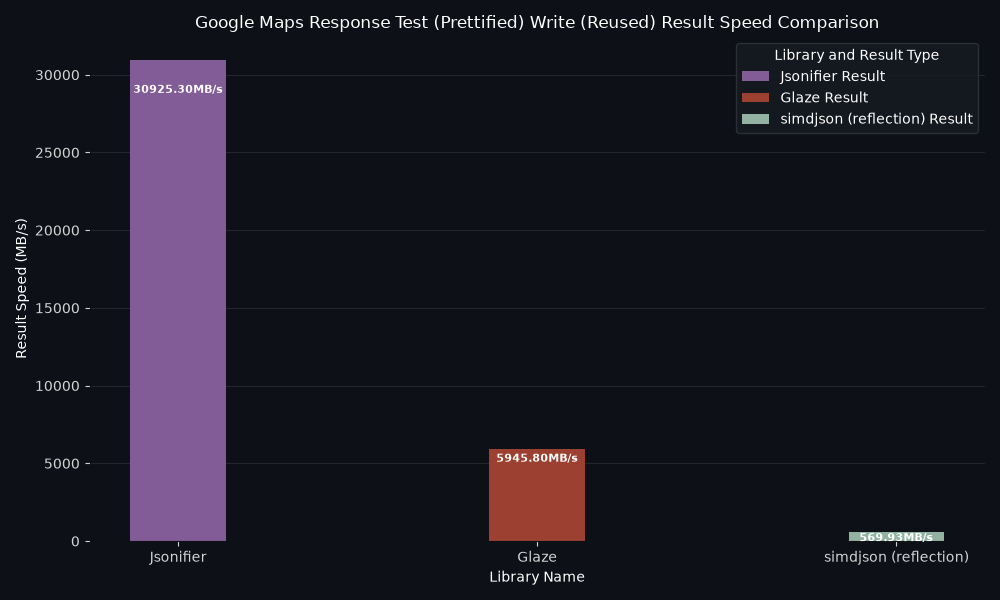 Google Maps Response Test (Prettified) Write (Reused) Result Speed Comparison
Library and Result Type
Jsonifier Result
Glaze Result
simdjson (reflection) Result
Result Speed (MB/s)
30000
25000
20000
15000
10000
5000
0
30925.30MB/s
5945.80MB/s
569.93MB/s
Jsonifier
Glaze
simdjson (reflection)
Library Name